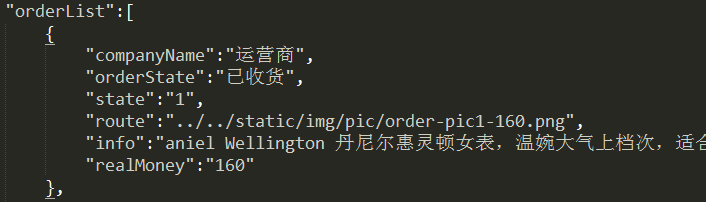 "orderList":[
{
"companyName":"运营商",
"orderState":"已收货",
"state":"1",
"route":"../../static/img/pic/order-pic1-160.png",
"info":"aniel Wellington 丹尼尔惠灵顿女表，温婉大气上档次，适合
"realMoney":"160"
},